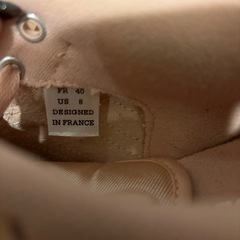 FR 40
US 8
DESIGNED
IN FRANCE